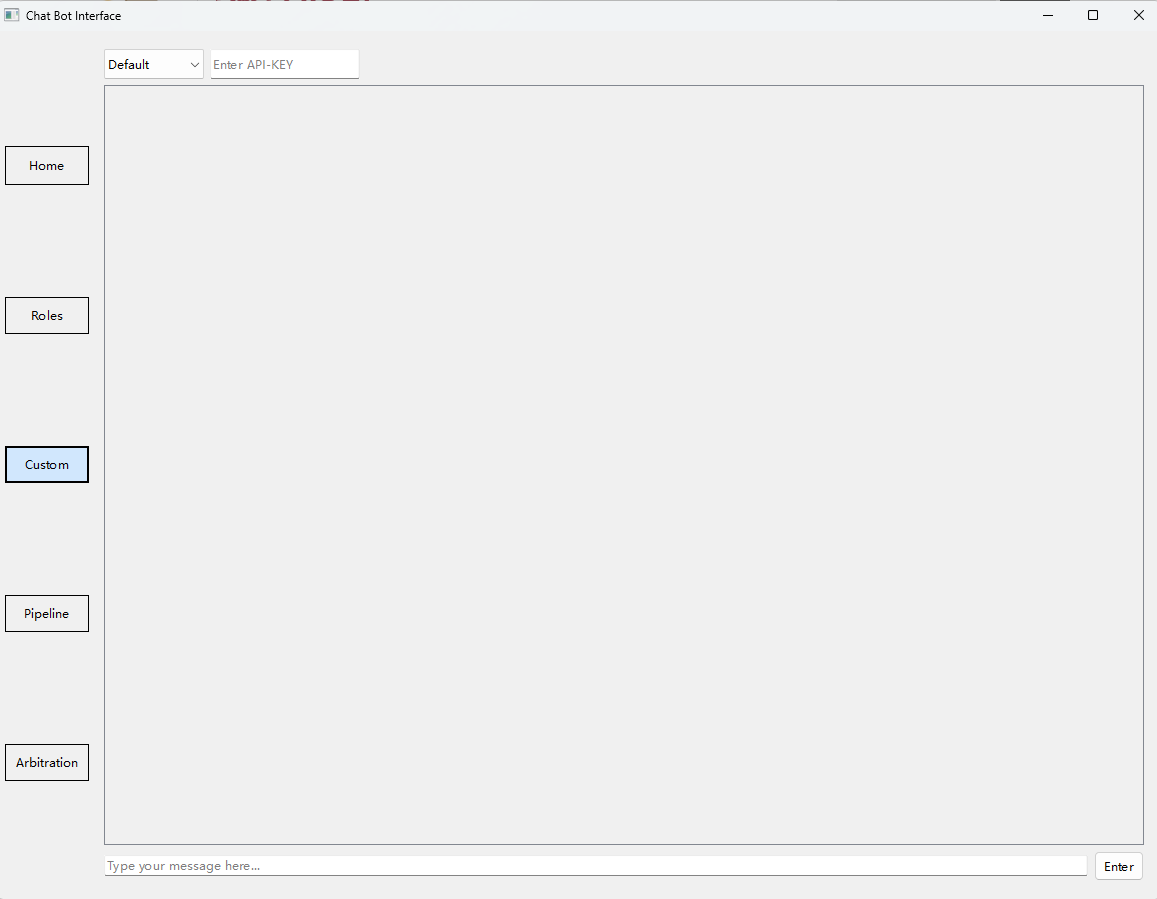 Chat Bot Interface
Default
Enter API-KEY
Home
Roles
Custom
Pipeline
Arbitration
Type your message here...
Enter